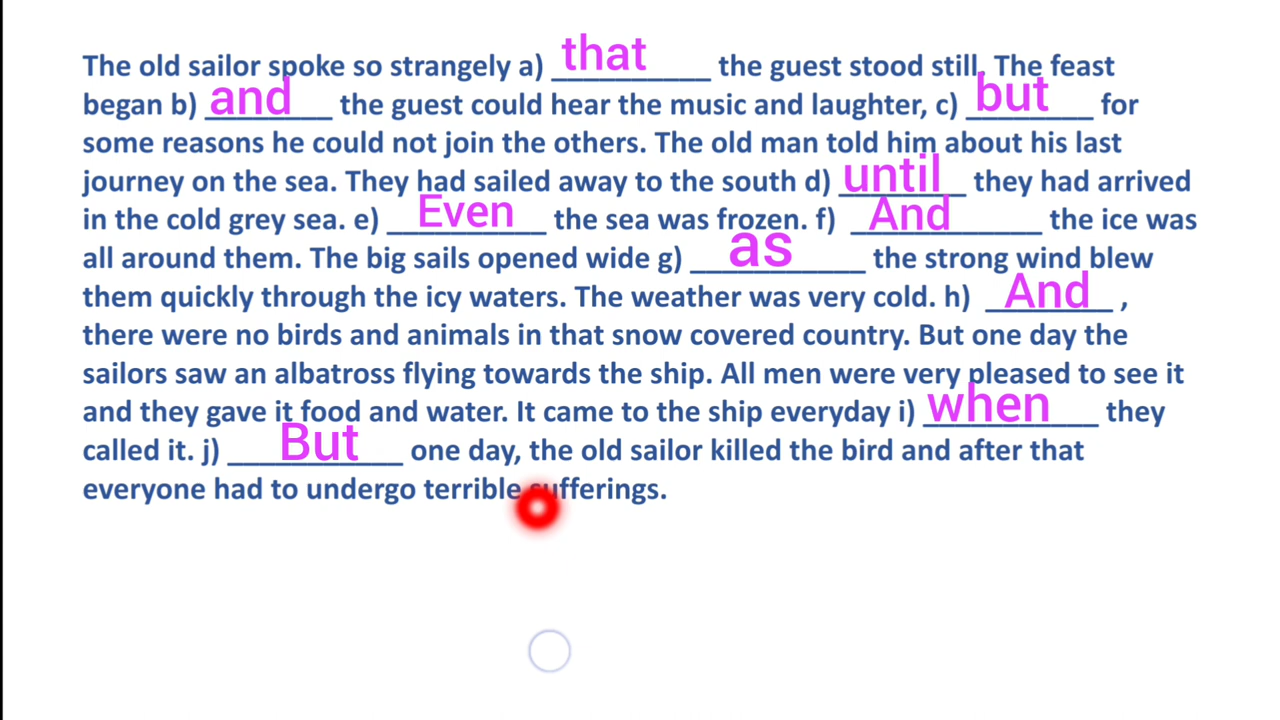 The old sailor spoke so strangely a) that the guest stood still. The feast
began b) and the guest could hear the music and laughter, c) but for
some reasons he could not join the others. The old man told him about his last
journey on the sea. They had sailed away to the south d) until they had arrived
in the cold grey sea. e) Even the sea was frozen. f) And the ice was
all around them. The big sails opened wide g) as the strong wind blew
them quickly through the icy waters. The weather was very cold. h) And ,
there were no birds and animals in that snow covered country. But one day the
sailors saw an albatross flying towards the ship. All men were very pleased to see it
and they gave it food and water. It came to the ship everyday i) when they
called it. j) But one day, the old sailor killed the bird and after that
everyone had to undergo terrible sufferings.